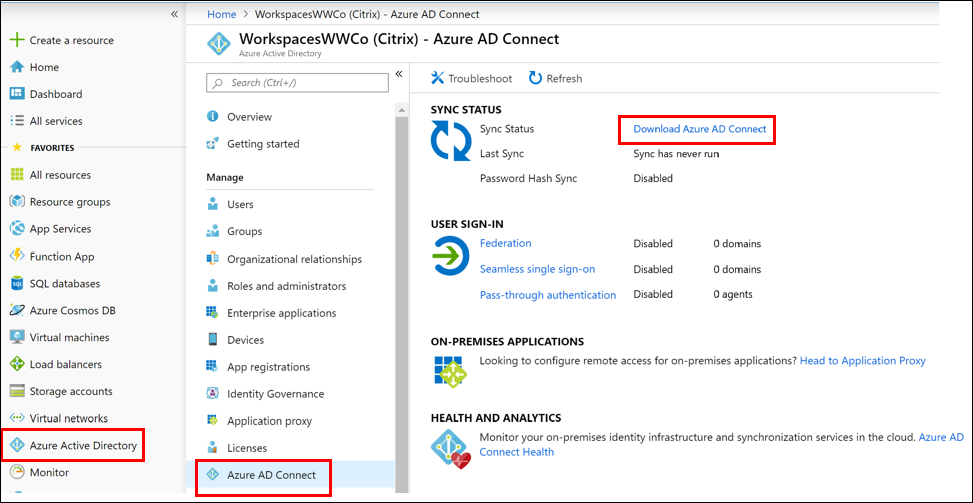 «
Create a resource
Home
Dashboard
All services
FAVORITES
All resources
Resource groups
App Services
Function App
SQL databases
Azure Cosmos DB
Virtual machines
Load balancers
Storage accounts
Virtual networks
Azure Active Directory
Monitor
Home > WorkspacesWWCo (Citrix) - Azure AD Connect
WorkspacesWWCo (Citrix) - Azure AD Connect
Azure Active Directory
Search (Ctrl+/)
«
Overview
Getting started
Manage
Users
Groups
Organizational relationships
Roles and administrators
Enterprise applications
Devices
App registrations
Identity Governance
Application proxy
Licenses
Azure AD Connect
Troubleshoot Refresh
SYNC STATUS
Sync Status Download Azure AD Connect
Last Sync Sync has never run
Password Hash Sync Disabled
USER SIGN-IN
Federation Disabled 0 domains
Seamless single sign-on Disabled 0 domains
Pass-through authentication Disabled 0 agents
ON-PREMISES APPLICATIONS
Looking to configure remote access for on-premises applications? Head to Application Proxy
HEALTH AND ANALYTICS
Monitor your on-premises identity infrastructure and synchronization services in the cloud. Azure AD
Connect Health